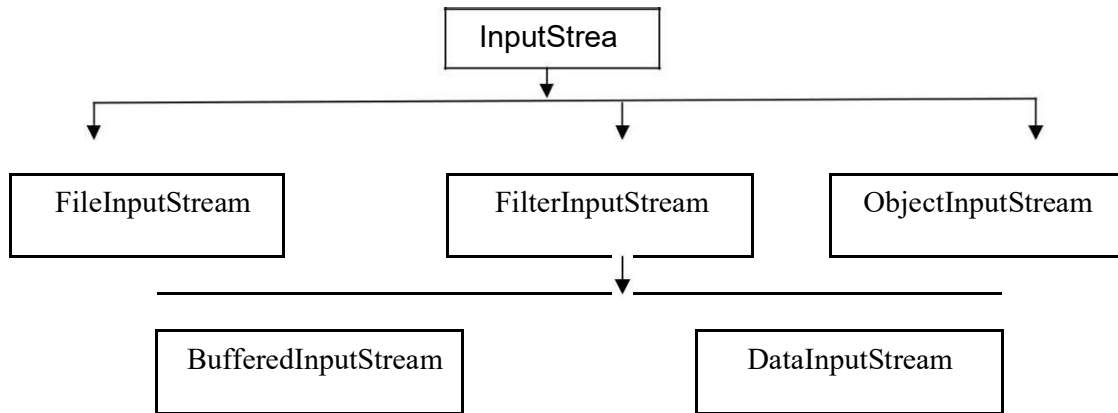 InputStrea
FileInputStream
FilterInputStream
ObjectInputStream
BufferedInputStream
DataInputStream